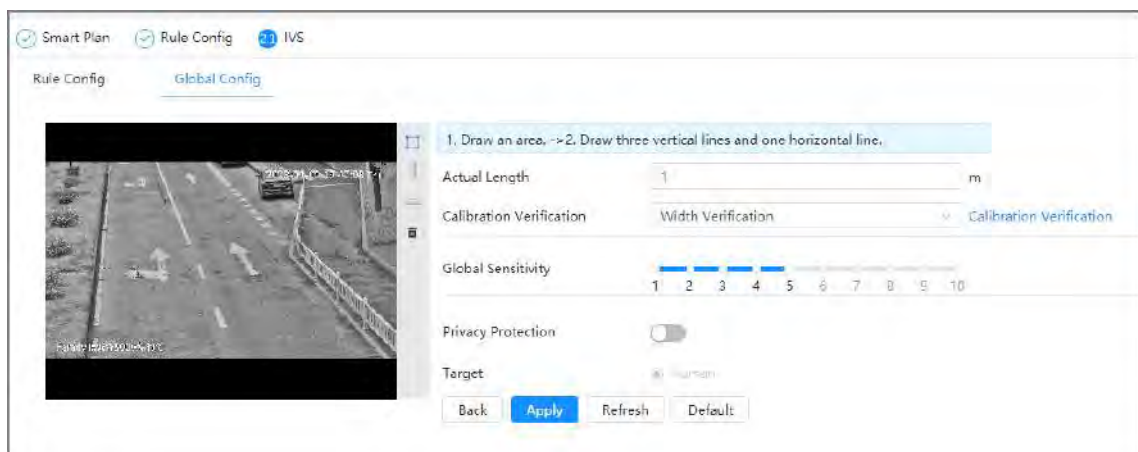 Smart Plan Rule Config 21 IVS
Rule Config Global Config
1. Draw an area. ->2. Draw three vertical lines and one horizontal line.
Actual Length 1 m
Calibration Verification Width Verification Calibration Verification
Global Sensitivity
1 2 3 4 5 6 7 8 9 10
Privacy Protection
Target Human
Back Apply Refresh Default